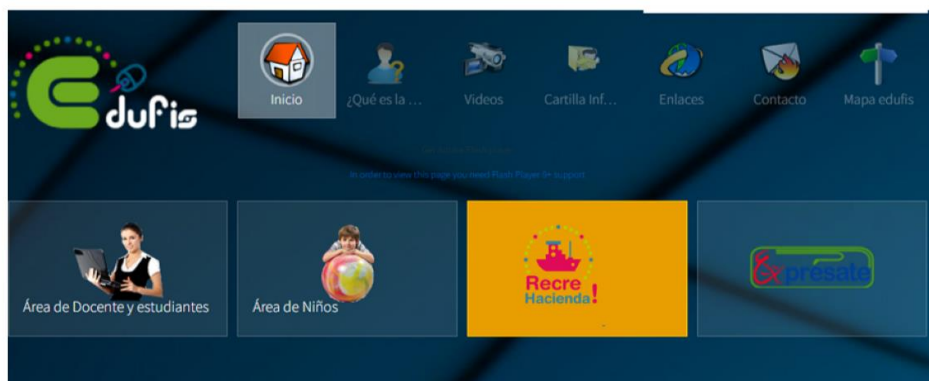 Edufis
Inicio
¿Qué es la ...
Videos
Cartilla Inf...
Enlaces
Contacto
Mapa edufis
In order to view this page you need Flash Player 9+ support
Área de Docente y estudiantes
Área de Niños
Recre
Hacienda!
Exprésate